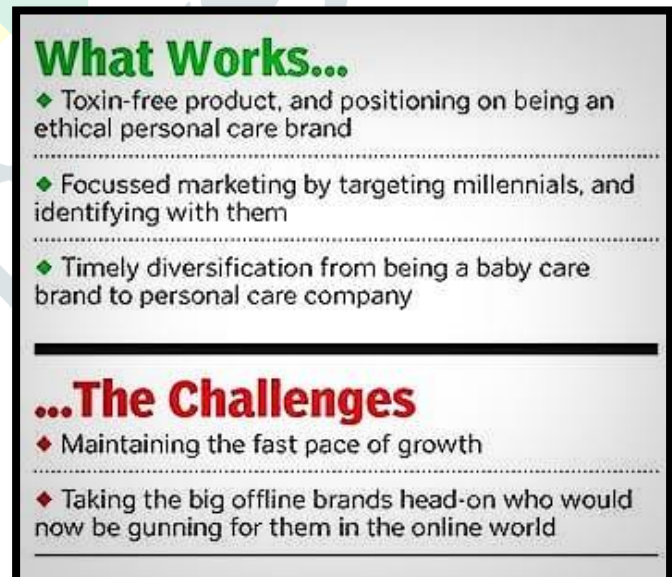 What Works...
◆ Toxin-free product, and positioning on being an
ethical personal care brand
◆ Focussed marketing by targeting millennials, and
identifying with them
◆ Timely diversification from being a baby care
brand to personal care company
...The Challenges
◆ Maintaining the fast pace of growth
◆ Taking the big offline brands head-on who would
now be gunning for them in the online world